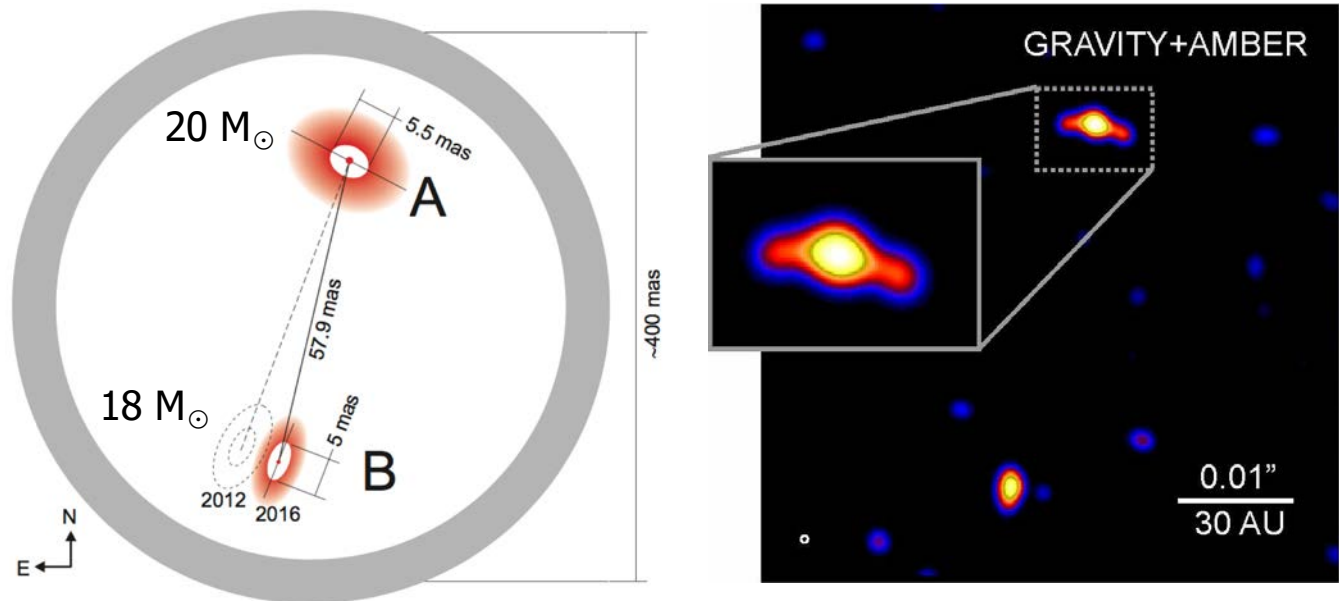 20 M☉
5.5 mas
A
57.9 mas
~400 mas
18 M☉
5 mas
B
2012
2016
N
E
GRAVITY+AMBER
0.01”
30 AU